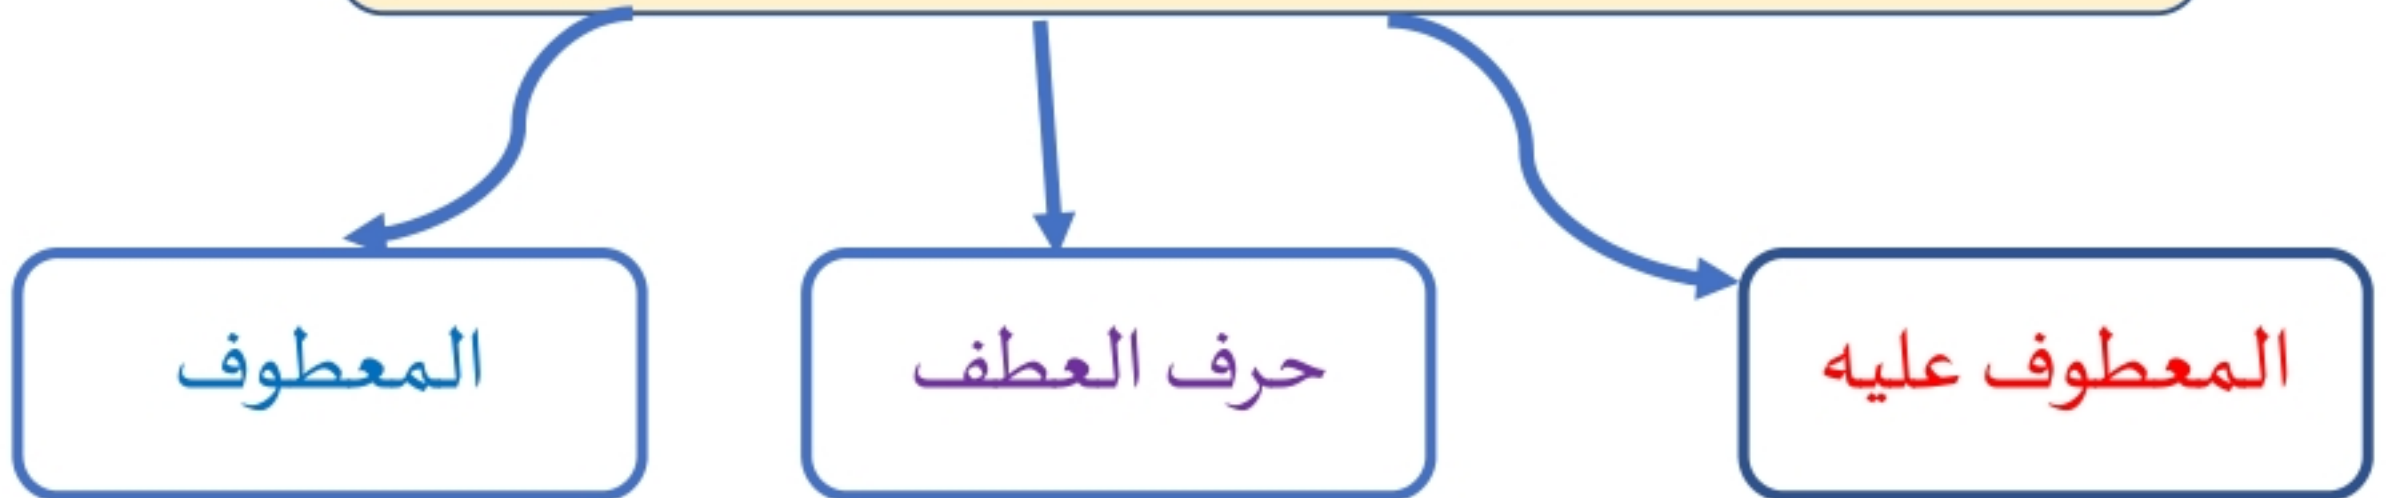 المعطوف عليه
حرف العطف
المعطوف